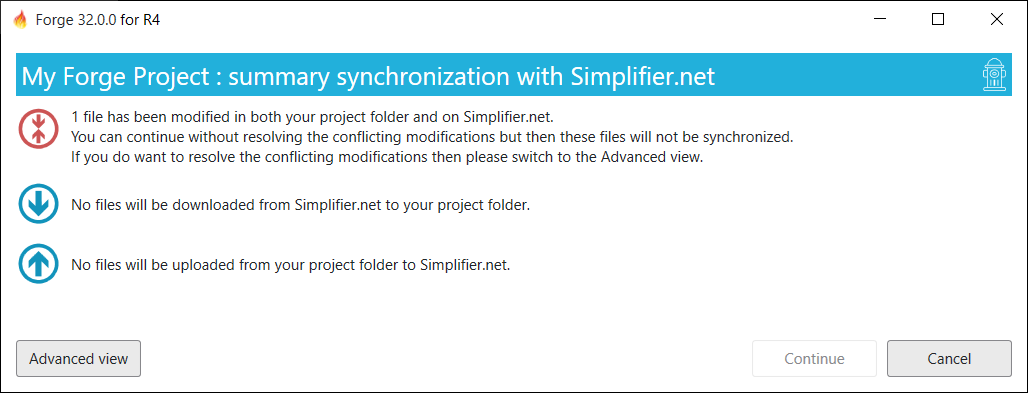 Forge 32.0.0 for R4
My Forge Project : summary synchronization with Simplifier.net
1 file has been modified in both your project folder and on Simplifier.net.
You can continue without resolving the conflicting modifications but then these files will not be synchronized.
If you do want to resolve the conflicting modifications then please switch to the Advanced view.
No files will be downloaded from Simplifier.net to your project folder.
No files will be uploaded from your project folder to Simplifier.net.
Advanced view
Continue
Cancel